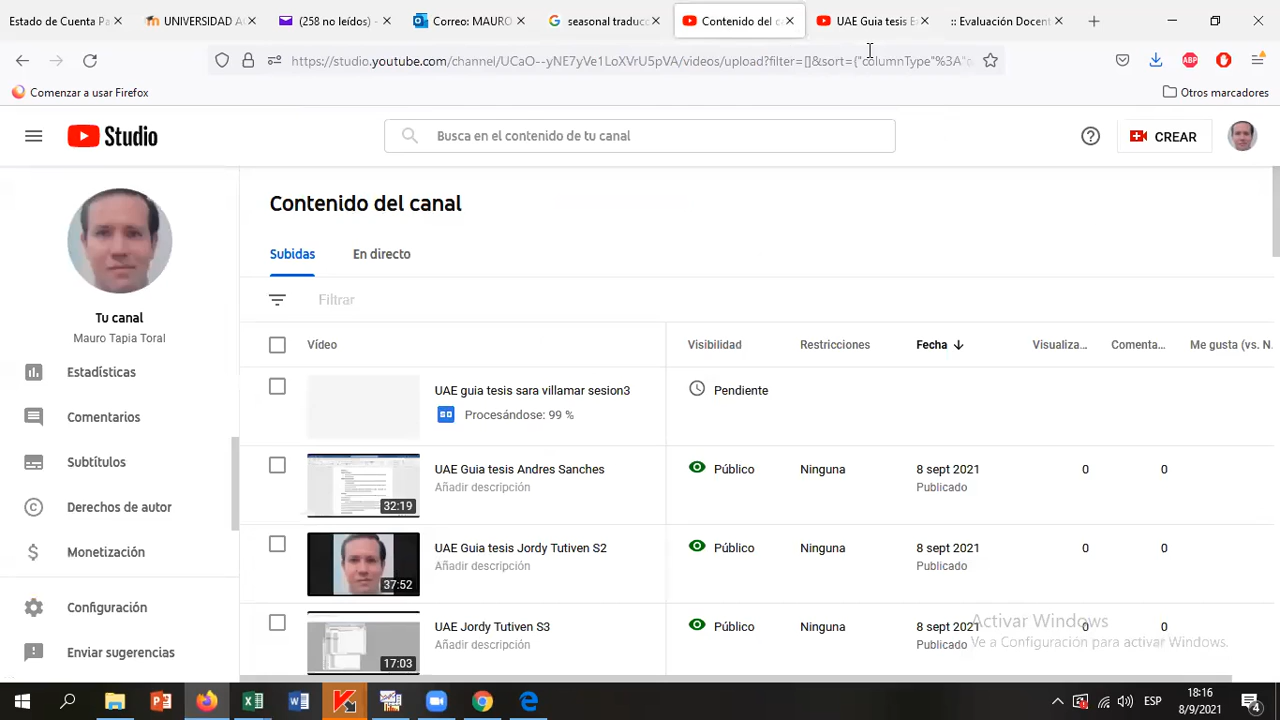 Estado de Cuenta Pa
UNIVERSIDAD A
(258 no leídos)
Correo: MAURO
seasonal traduc
Contenido del c
UAE Guia tesis
:: Evaluación Docent
https://studio.youtube.com/channel/
/videos/upload?filter=[]&sort={"columnType"%3A"
ABP
Comenzar a usar Firefox
Otros marcadores
Studio
Busca en el contenido de tu canal
CREAR
Contenido del canal
Subidas
En directo
Filtrar
Tu canal
Mauro Tapia Toral
Estadísticas
Comentarios
Subtítulos
Derechos de autor
Monetización
Configuración
Enviar sugerencias
Vídeo
Visibilidad
Restricciones
Fecha
Visualiza...
Comenta...
Me gusta (vs. N.
UAE guia tesis sara villamar sesion3
SD Procesándose: 99 %
Pendiente
32:19
UAE Guia tesis Andres Sanches
Añadir descripción
Público
Ninguna
8 sept 2021
Publicado
0
0
37:52
UAE Guia tesis Jordy Tutiven S2
Añadir descripción
Público
Ninguna
8 sept 2021
Publicado
0
0
17:03
UAE Jordy Tutiven S3
Añadir descripción
Público
Ninguna
8 sept 2021
Publicado
0
0
Activar Windows
Ve a Configuración para activar Windows.
ESP
18:16
8/9/2021
4